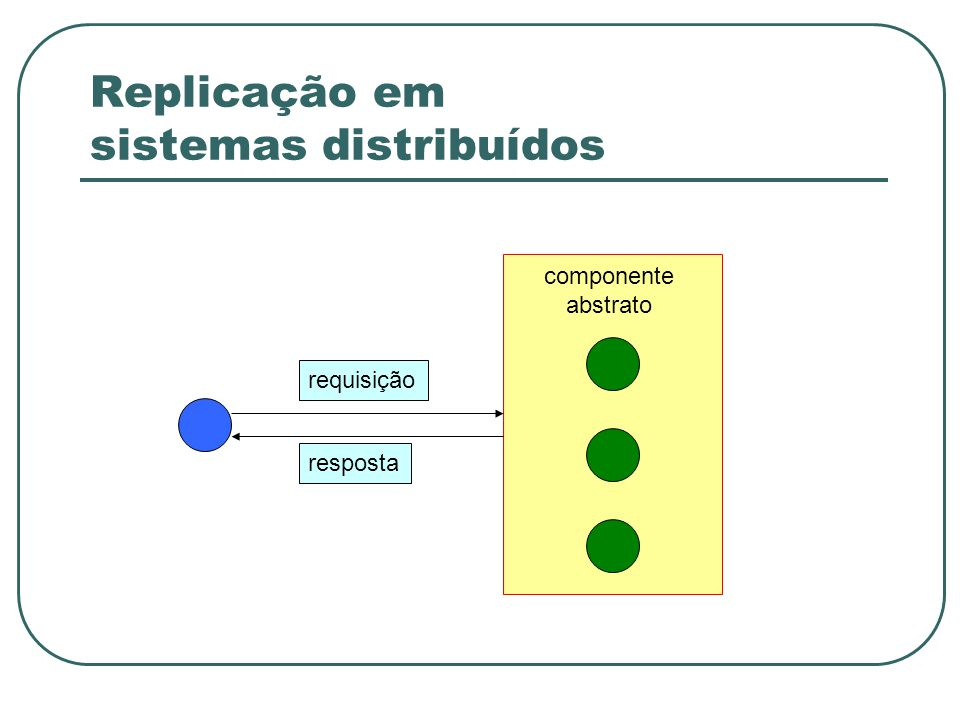 Replicação em
sistemas distribuídos
componente
abstrato
requisição
resposta